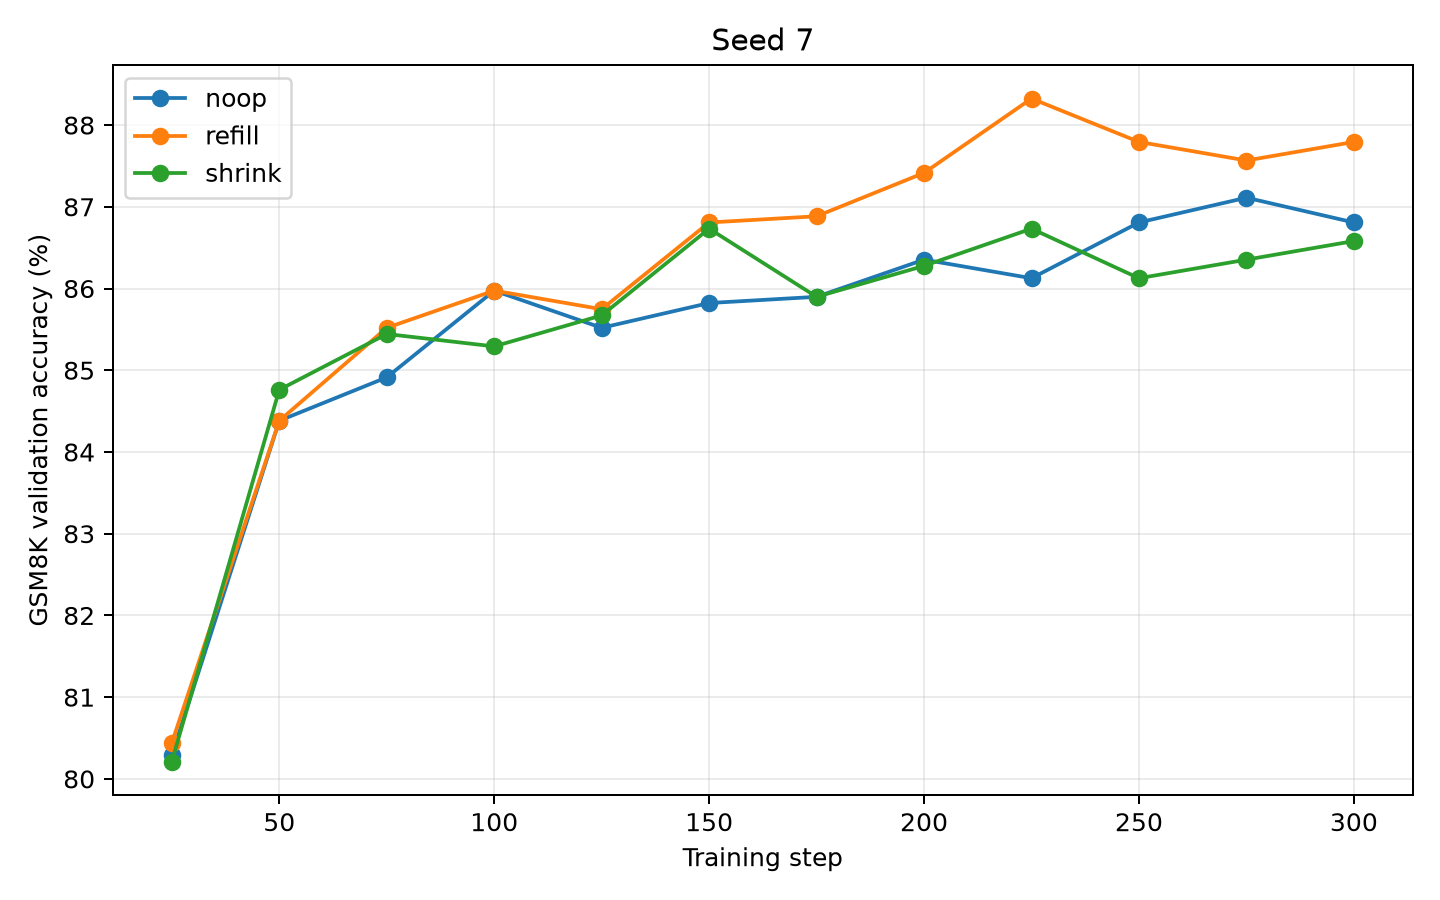 Seed 7
noop
refill
shrink
GSM8K validation accuracy (%)
88
87
86
85
84
83
82
81
80
50 100 150 200 250 300
Training step